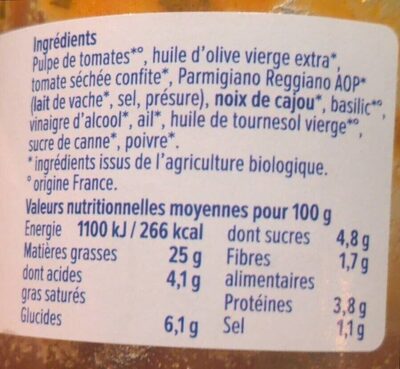 Ingrédients
Pulpe de tomates*°, huile d'olive vierge extra*,
tomate séchée confite*, Parmigiano Reggiano AOP*
(lait de vache*, sel, présure), noix de cajou*, basilic*°,
vinaigre d'alcool*, ail*, huile de tournesol vierge*°,
sucre de canne*, poivre*.
*ingrédients issus de l'agriculture biologique.
°origine France.
Valeurs nutritionnelles moyennes pour 100 g
Energie 1100 kJ / 266 kcal
Matières grasses 25 g
dont acides 4,1 g
gras saturés
Glucides 6,1 g
dont sucres 4,8 g
Fibres 1,7 g
alimentaires
Protéines 3,8 g
Sel 1,1 g